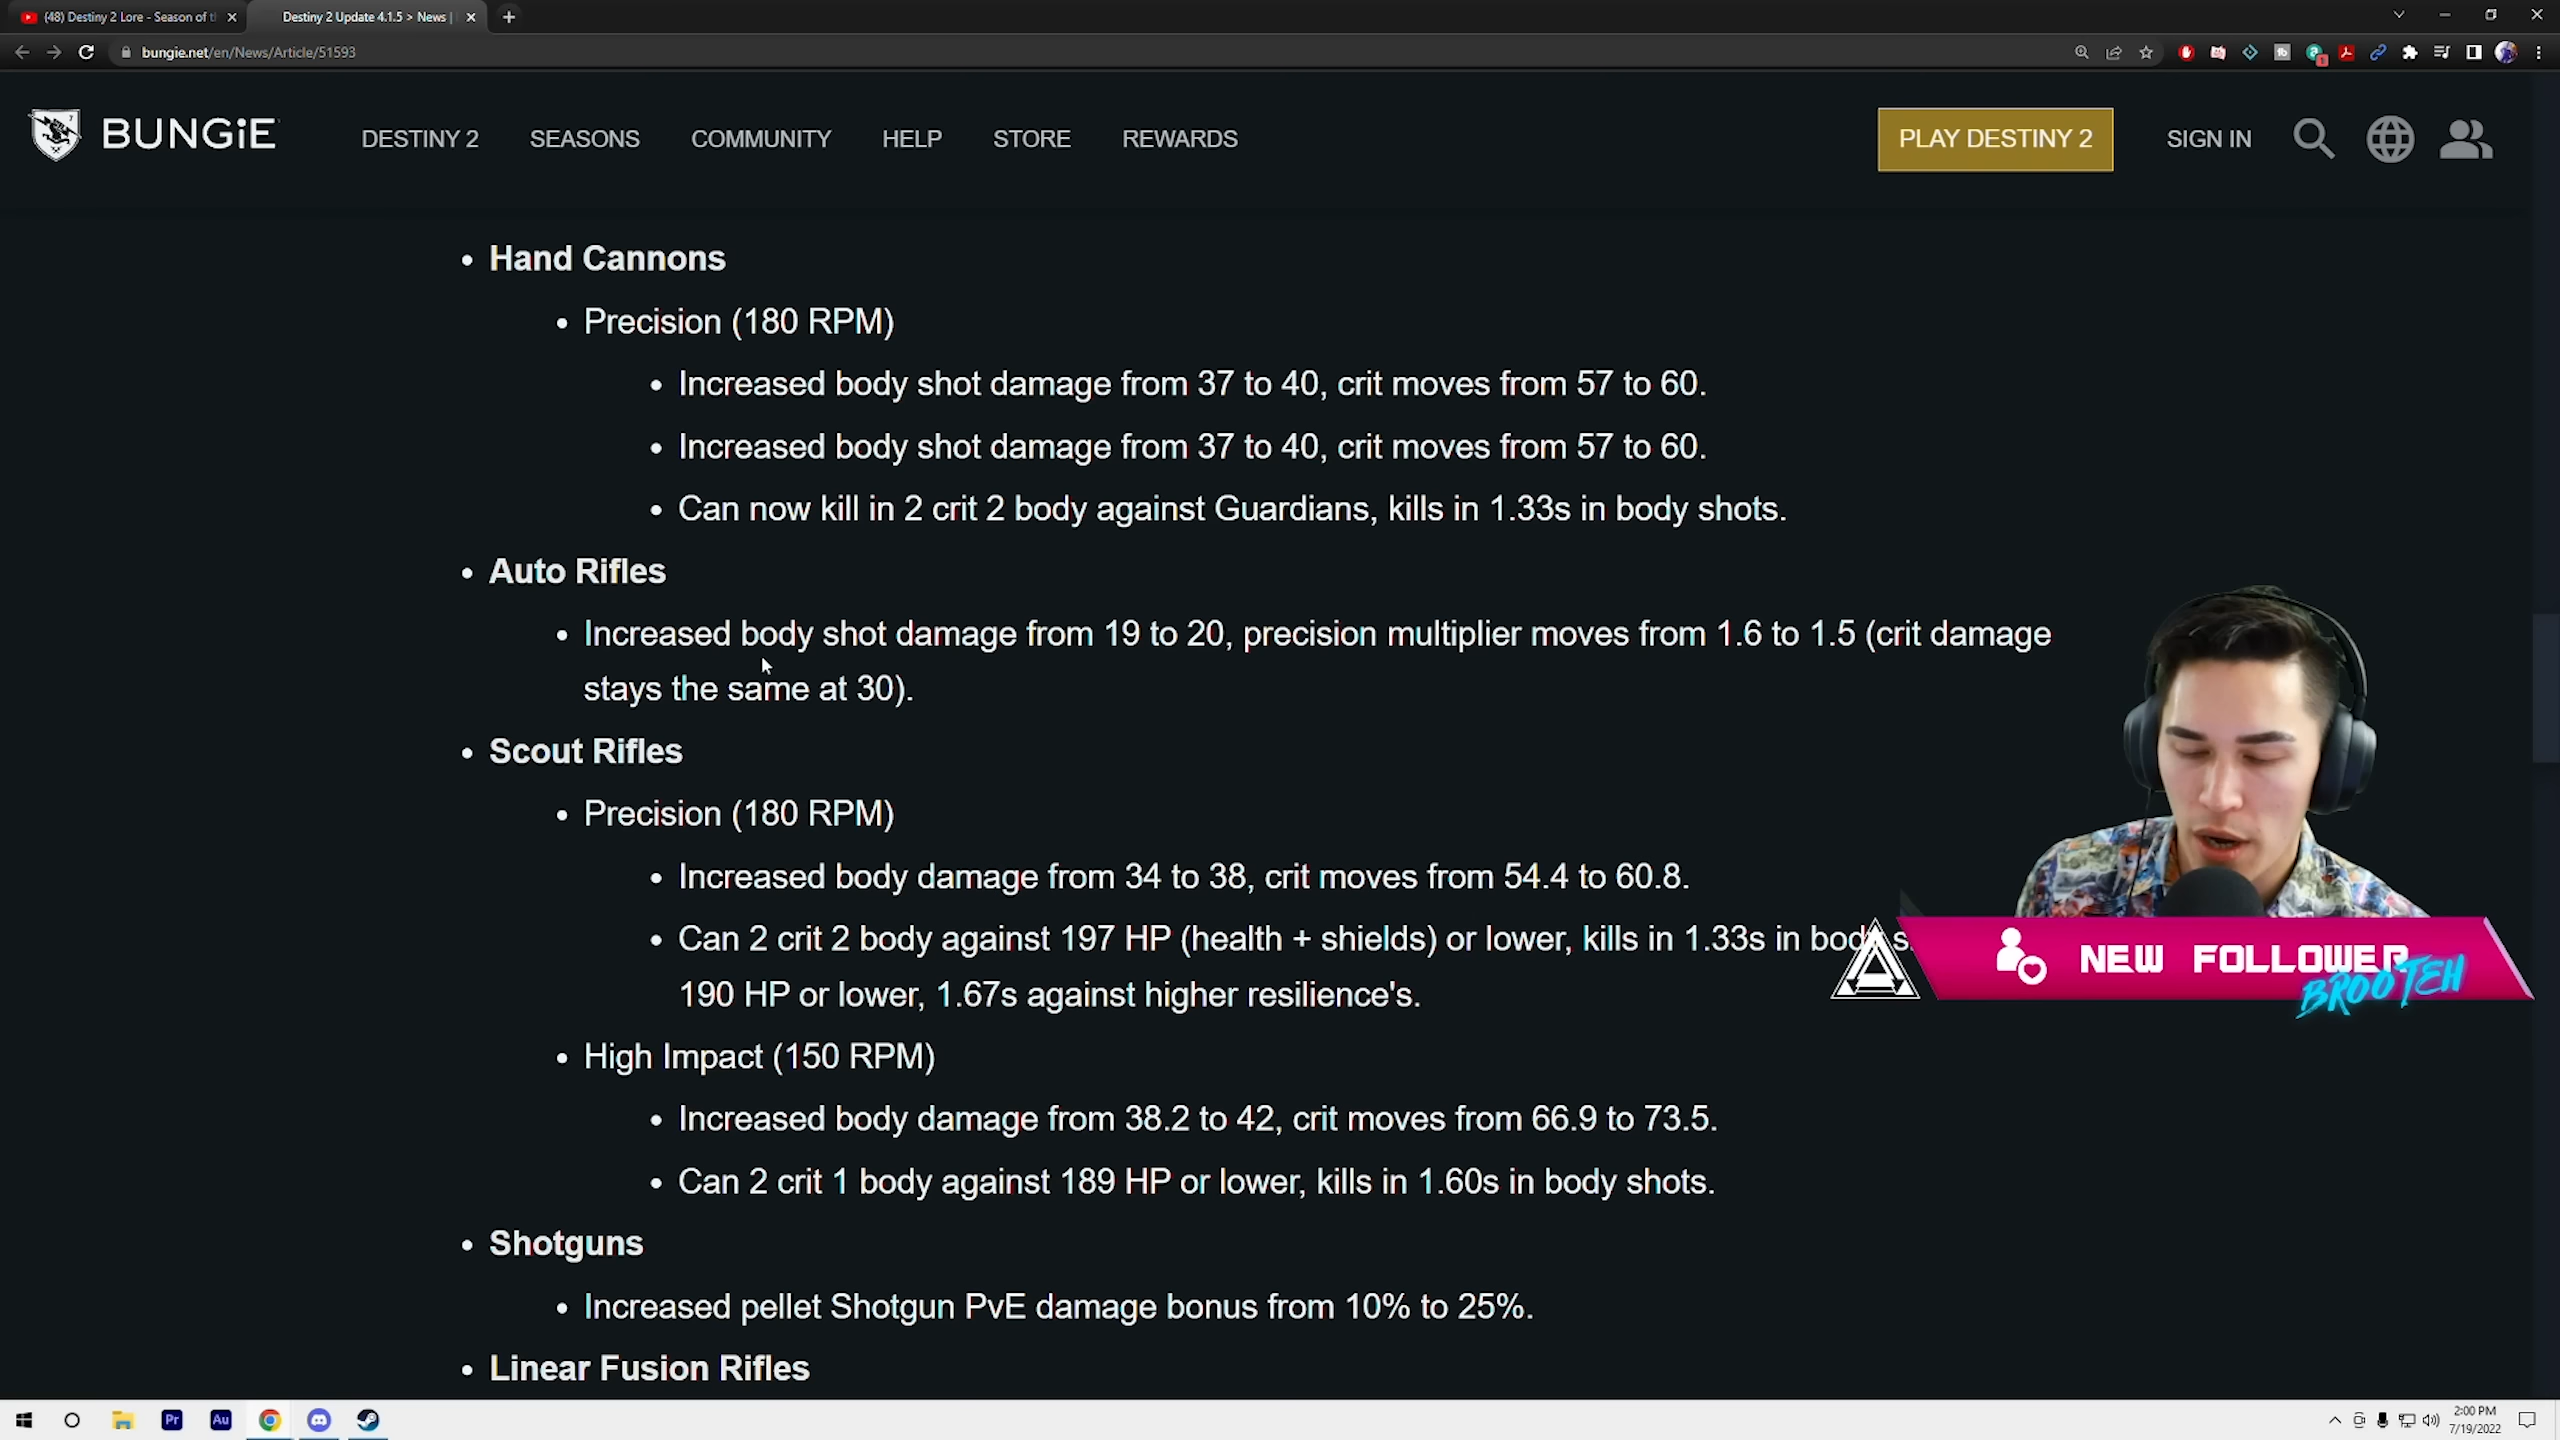 (48) Destiny 2 Lore - Season of t
Destiny 2 Update 4.1.5 > News |
bungie.net/en/News/Article/51593
BUNGiE
DESTINY 2
SEASONS
COMMUNITY
HELP
STORE
REWARDS
PLAY DESTINY 2
SIGN IN
• Hand Cannons
• Precision (180 RPM)
• Increased body shot damage from 37 to 40, crit moves from 57 to 60.
• Increased body shot damage from 37 to 40, crit moves from 57 to 60.
• Can now kill in 2 crit 2 body against Guardians, kills in 1.33s in body shots.
• Auto Rifles
• Increased body shot damage from 19 to 20, precision multiplier moves from 1.6 to 1.5 (crit damage
stays the same at 30).
• Scout Rifles
• Precision (180 RPM)
• Increased body damage from 34 to 38, crit moves from 54.4 to 60.8.
• Can 2 crit 2 body against 197 HP (health + shields) or lower, kills in 1.33s in body s
190 HP or lower, 1.67s against higher resilience's.
NEW FOLLOWER
BROOTEH
• High Impact (150 RPM)
• Increased body damage from 38.2 to 42, crit moves from 66.9 to 73.5.
• Can 2 crit 1 body against 189 HP or lower, kills in 1.60s in body shots.
• Shotguns
• Increased pellet Shotgun PvE damage bonus from 10% to 25%.
• Linear Fusion Rifles
Pr
Au
2:00 PM
7/19/2022